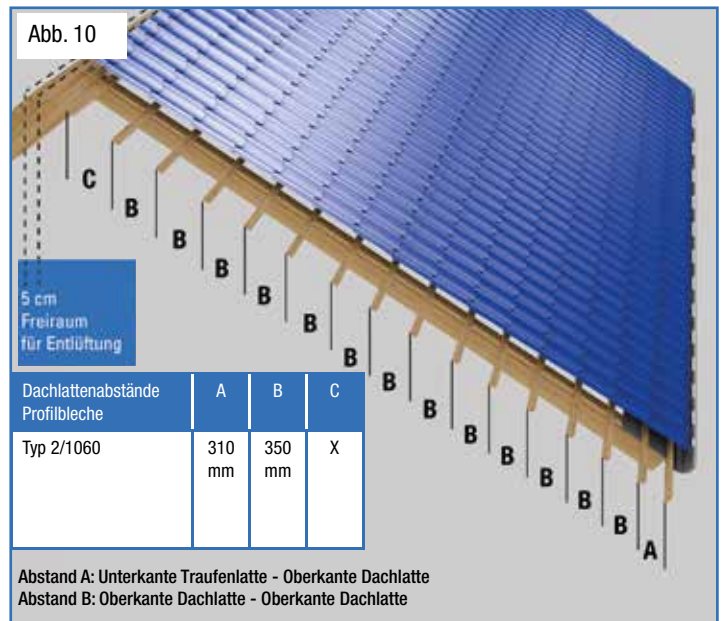 Abb. 10
C
B
B
B
B
B
B
B
B
B
B
B
B
B
A
5 cm
Freiraum
für Entlüftung
Dachlattenabstände A B C
Profilbleche
Typ 2/1060 310 350 X
mm mm
Abstand A: Unterkante Traufenlatte - Oberkante Dachlatte
Abstand B: Oberkante Dachlatte - Oberkante Dachlatte